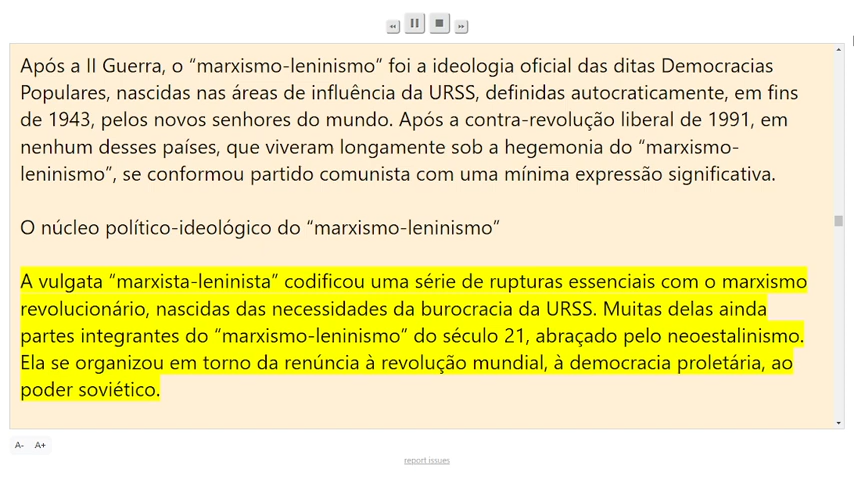 Após a II Guerra, o “marxismo-leninismo” foi a ideologia oficial das ditas Democracias
Populares, nascidas nas áreas de influência da URSS, definidas autocraticamente, em fins
de 1943, pelos novos senhores do mundo. Após a contra-revolução liberal de 1991, em
nenhum desses países, que viveram longamente sob a hegemonia do “marxismo-
leninismo”, se conformou partido comunista com uma mínima expressão significativa.
O núcleo político-ideológico do “marxismo-leninismo”
A vulgata “marxista-leninista” codificou uma série de rupturas essenciais com o marxismo
revolucionário, nascidas das necessidades da burocracia da URSS. Muitas delas ainda
partes integrantes do “marxismo-leninismo” do século 21, abraçado pelo neoestalinismo.
Ela se organizou em torno da renúncia à revolução mundial, à democracia proletária, ao
poder soviético.
A- A+
report issues